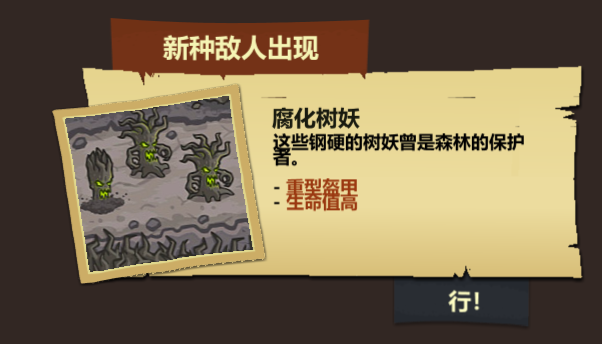 新种敌人出现
腐化树妖
这些钢硬的树妖曾是森林的保护
者。
- 重型盔甲
- 生命值高
行!